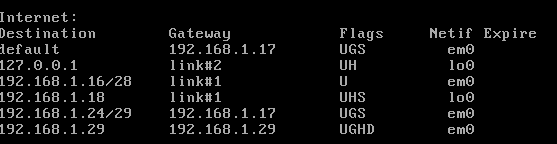 Internet:
Destination Gateway Flags Netif Expire
default 192.168.1.17 UGS em0
127.0.0.1 link#2 UH lo0
192.168.1.16/28 link#1 U em0
192.168.1.18 link#1 UHS lo0
192.168.1.24/29 192.168.1.17 UGS em0
192.168.1.29 192.168.1.29 UGHD em0